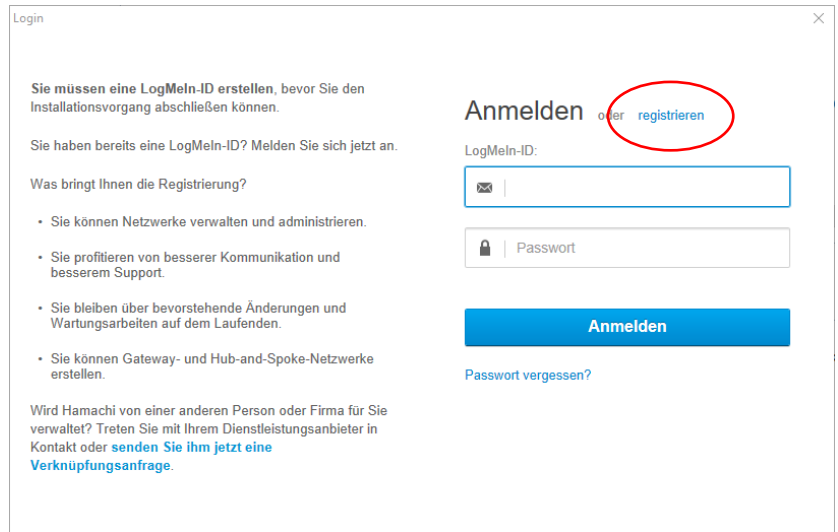 Login
Sie müssen eine LogMeIn-ID erstellen, bevor Sie den
Installationsvorgang abschließen können.
Sie haben bereits eine LogMeIn-ID? Melden Sie sich jetzt an.
Was bringt Ihnen die Registrierung?
• Sie können Netzwerke verwalten und administrieren.
• Sie profitieren von besserer Kommunikation und
besserem Support.
• Sie bleiben über bevorstehende Änderungen und
Wartungsarbeiten auf dem Laufenden.
• Sie können Gateway- und Hub-and-Spoke-Netzwerke
erstellen.
Wird Hamachi von einer anderen Person oder Firma für Sie
verwaltet? Treten Sie mit Ihrem Dienstleistungsanbieter in
Kontakt oder senden Sie ihm jetzt eine
Verknüpfungsanfrage.
Anmelden oder registrieren
LogMeIn-ID:
Passwort
Anmelden
Passwort vergessen?